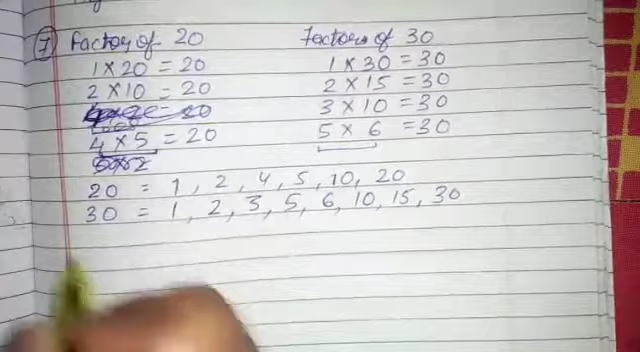 7) Factors of 20 Factors of 30
1 × 20 = 20 1 × 30 = 30
2 × 10 = 20 2 × 15 = 30
3 × 10 = 30
4 × 5 = 20 5 × 6 = 30
20 = 1, 2, 4, 5, 10, 20
30 = 1, 2, 3, 5, 6, 10, 15, 30